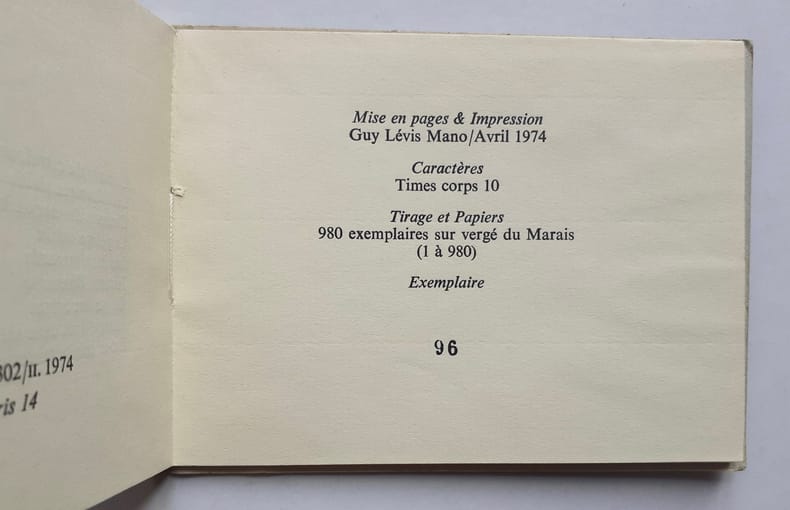 302/II. 1974
ris 14
Mise en pages & Impression
Guy Lévis Mano/Avril 1974
Caractères
Times corps 10
Tirage et Papiers
980 exemplaires sur vergé du Marais
(1 à 980)
Exemplaire
96